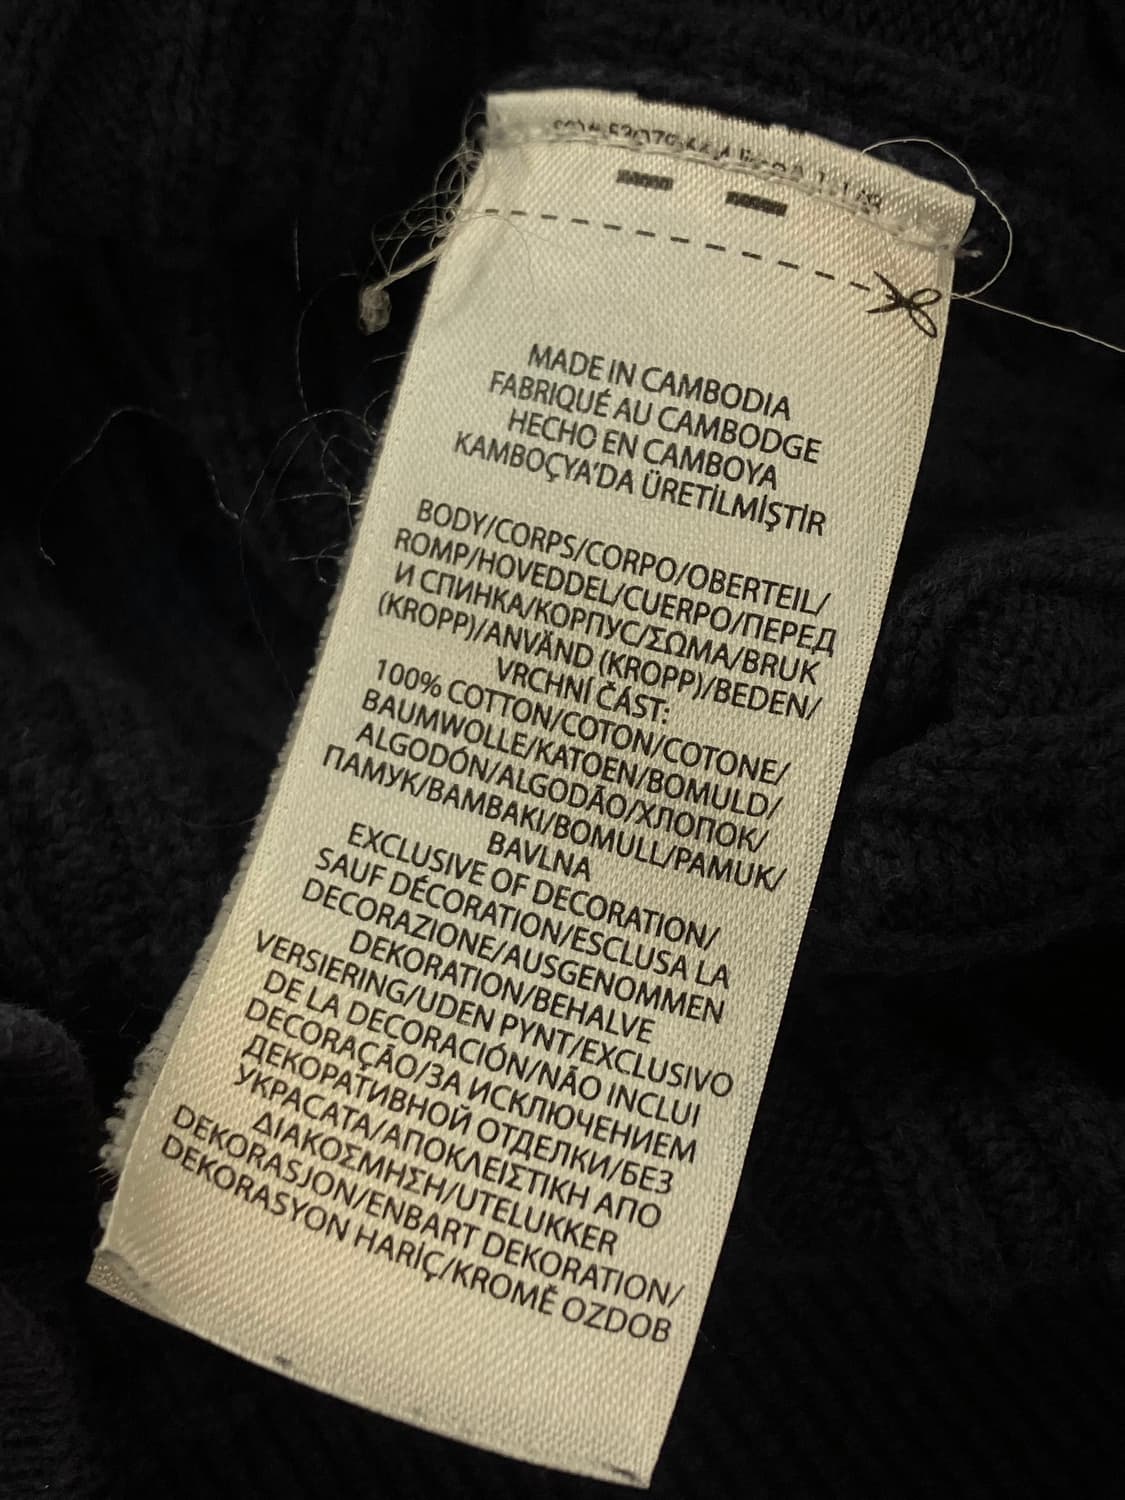 MADE IN CAMBODIA
FABRIQUÉ AU CAMBODGE
HECHO EN CAMBOYA
KAMBOÇYA'DA ÜRETİLMİŞTİR
BODY/CORPS/CORPO/OBERTEIL/
ROMP/HOVEDDEL/CUERPO/ПЕРЕД
И СПИНКА/КОРПУС/ΣΩΜΑ/BRUK
(KROPP)/ANVÄND (KROPP)/BEDEN/
VRCHNÍ ČÁST:
100% COTTON/COTON/COTONE/
BAUMWOLLE/KATOEN/BOMULD/
ALGODÓN/ALGODÃO/ХЛОПОК/
ПАМУК/BAMBAKI/BOMULL/PAMUK/
BAVLNA
EXCLUSIVE OF DECORATION/
SAUF DÉCORATION/ESCLUSA LA
DECORAZIONE/AUSGENOMMEN
DEKORATION/BEHALVE
VERSIERING/UDEN PYNT/EXCLUSIVO
DE LA DECORACIÓN/NÃO INCLUI
DECORAÇÃO/ЗА ИСКЛЮЧЕНИЕМ
ДЕКОРАТИВНОЙ ОТДЕЛКИ/БЕЗ
УКРАСАТА/ΑΠΟΚΛΕΙΣΤΙΚΗ ΑΠΟ
ΔΙΑΚΟΣΜΗΣΗ/UTELUKKER
DEKORASJON/ENBART DEKORATION/
DEKORASYON HARİÇ/KROMĚ OZDOB